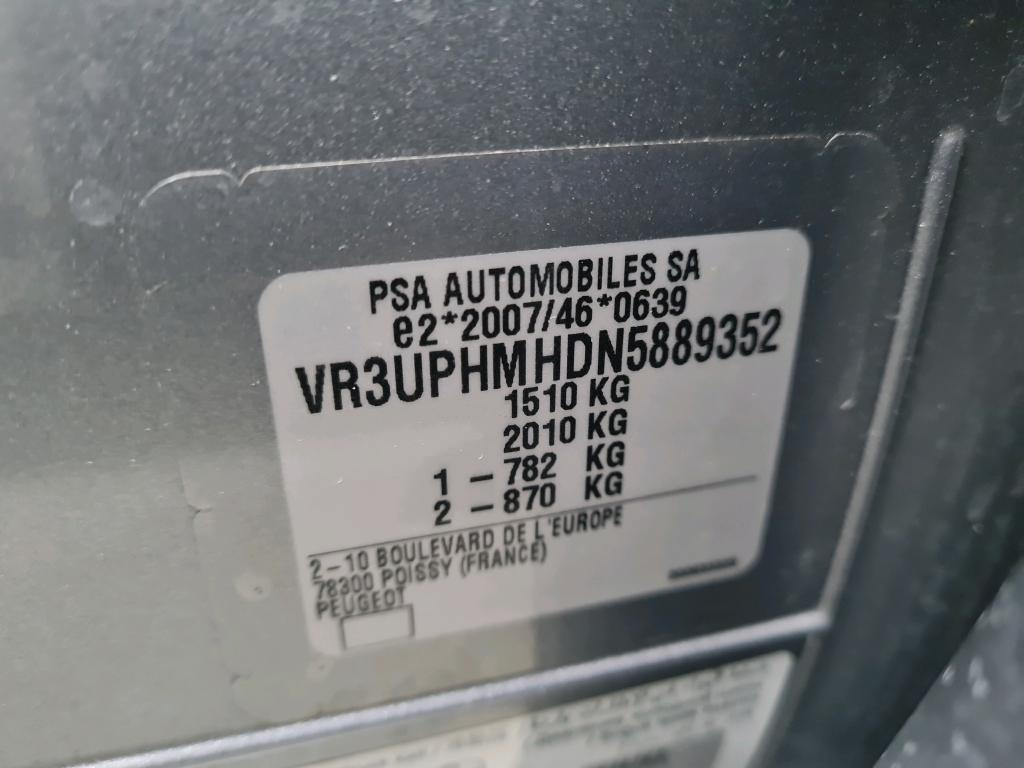 PSA AUTOMOBILES SA
e2*2007/46*0639
VR3UPHMHDN5889352
1510 KG
2010 KG
1 - 782 KG
2 - 870 KG
2-10 BOULEVARD DE L'EUROPE
78300 POISSY (FRANCE)
PEUGEOT